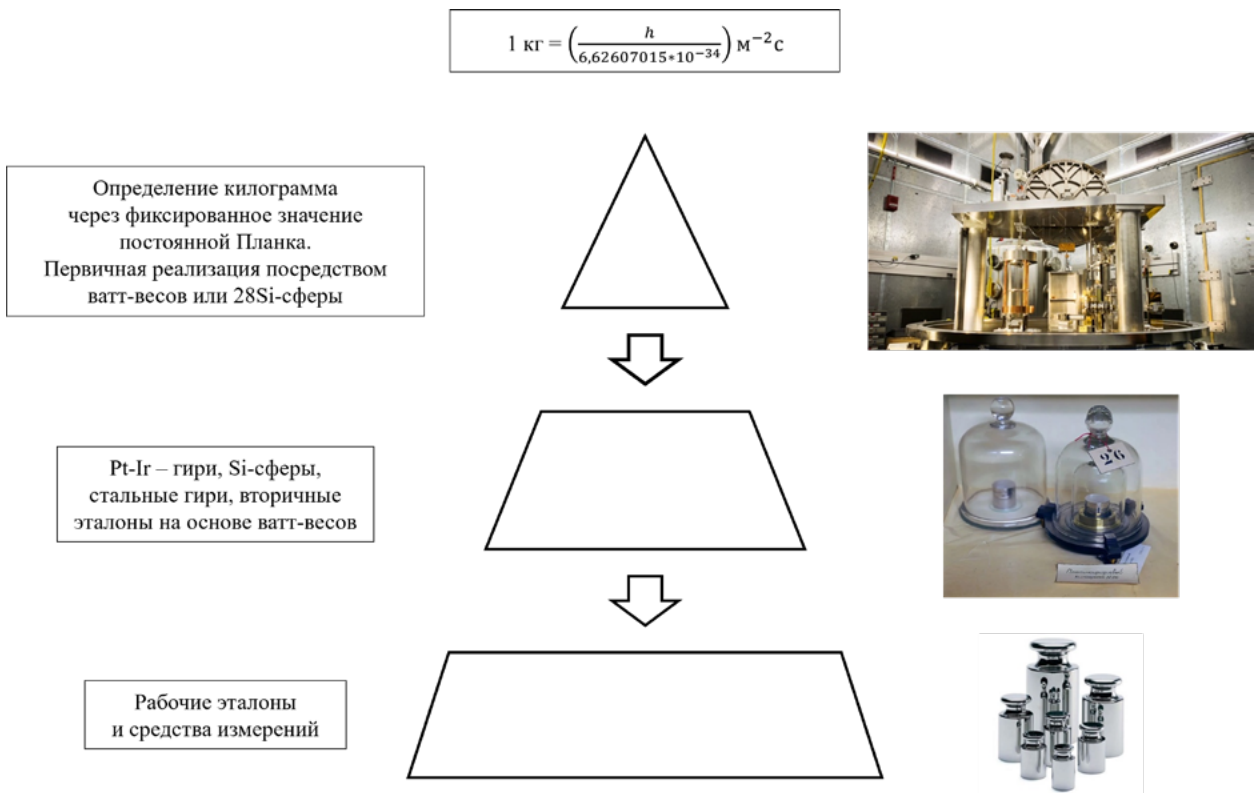 1 кг = (h / 6,62607015*10⁻³⁴) м⁻²с
Определение килограмма
через фиксированное значение
постоянной Планка.
Первичная реализация посредством
ватт-весов или 28Si-сферы
Pt-Ir – гири, Si-сферы,
стальные гири, вторичные
эталоны на основе ватт-весов
26
Рабочие эталоны
и средства измерений